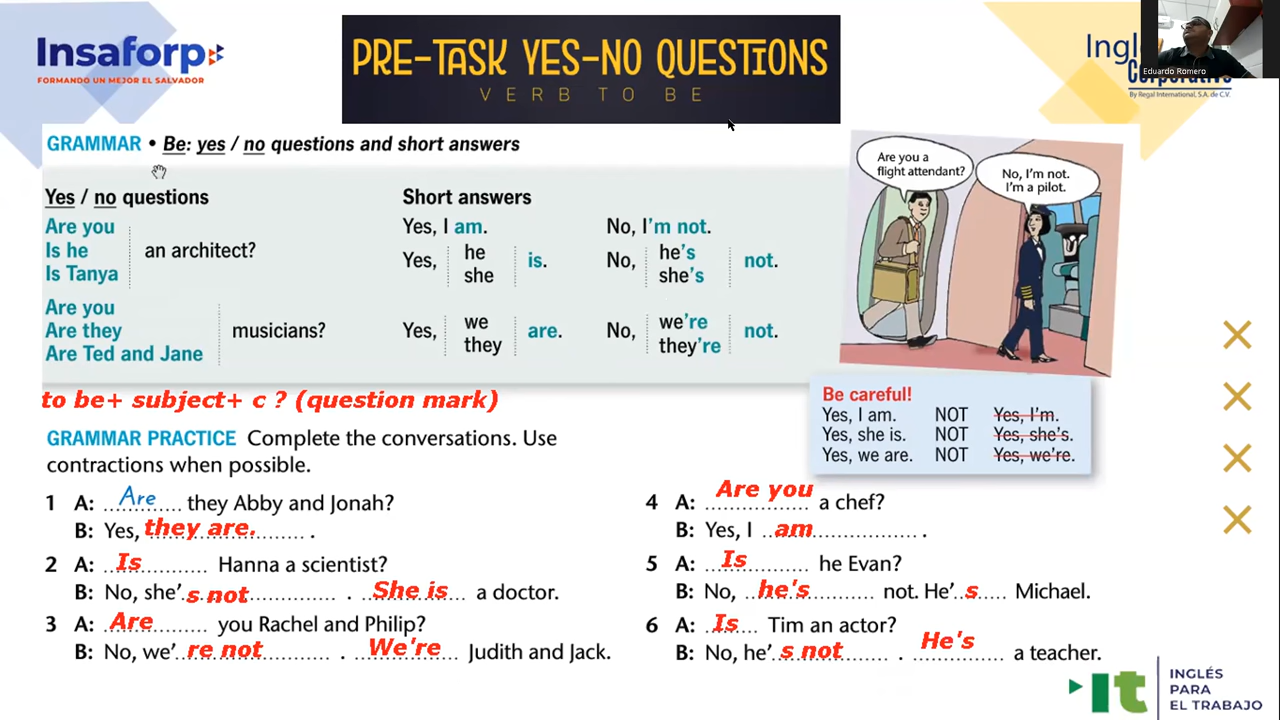 Insaforp
FORMANDO UN MEJOR EL SALVADOR
PRE-TASK YES-NO QUESTIONS
VERB TO BE
Eduardo Romero
By Regal International, S.A. de C.V.
GRAMMAR • Be: yes / no questions and short answers
Yes / no questions
Short answers
Are you
Is he
Is Tanya
an architect?
Yes, I am.
No, I'm not.
Yes,
he
she
is.
No,
he's
she's
not.
Are you
Are they
Are Ted and Jane
musicians?
Yes,
we
they
are.
No,
we're
they're
not.
Are you a
flight attendant?
No, I'm not.
I'm a pilot.
to be+ subject+ c ? (question mark)
Be careful!
Yes, I am. NOT Yes, I'm.
Yes, she is. NOT Yes, she's.
Yes, we are. NOT Yes, we're.
GRAMMAR PRACTICE Complete the conversations. Use
contractions when possible.
1 A: Are they Abby and Jonah?
B: Yes, they are. .
2 A: Is Hanna a scientist?
B: No, she's not . She is a doctor.
3 A: Are you Rachel and Philip?
B: No, we're not . We're Judith and Jack.
4 A: Are you a chef?
B: Yes, I am .
5 A: Is he Evan?
B: No, he's not. He's Michael.
6 A: Is Tim an actor?
B: No, he's not . He's a teacher.
it
INGLÉS
PARA
EL TRABAJO